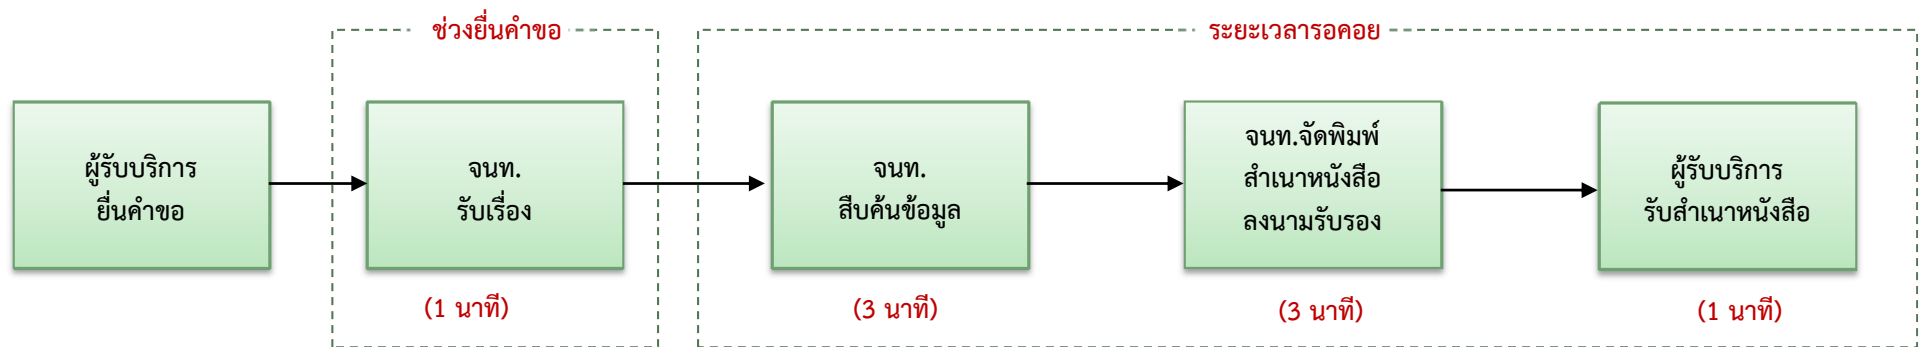 ช่วงยื่นคำขอ
ระยะเวลารอคอย
ผู้รับบริการ
ยื่นคำขอ
จนท.
รับเรื่อง
(1 นาที)
จนท.
สืบค้นข้อมูล
(3 นาที)
จนท.จัดพิมพ์
สำเนาหนังสือ
ลงนามรับรอง
(3 นาที)
ผู้รับบริการ
รับสำเนาหนังสือ
(1 นาที)